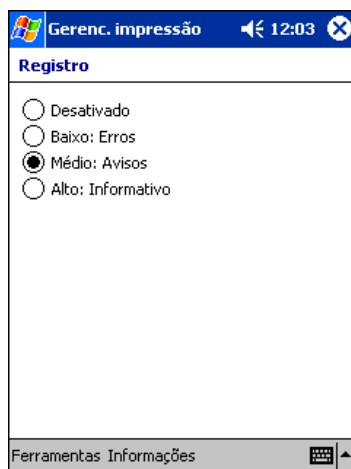 Gerenc. impressão 12:03
Registro
Desativado
Baixo: Erros
Médio: Avisos
Alto: Informativo
Ferramentas Informações